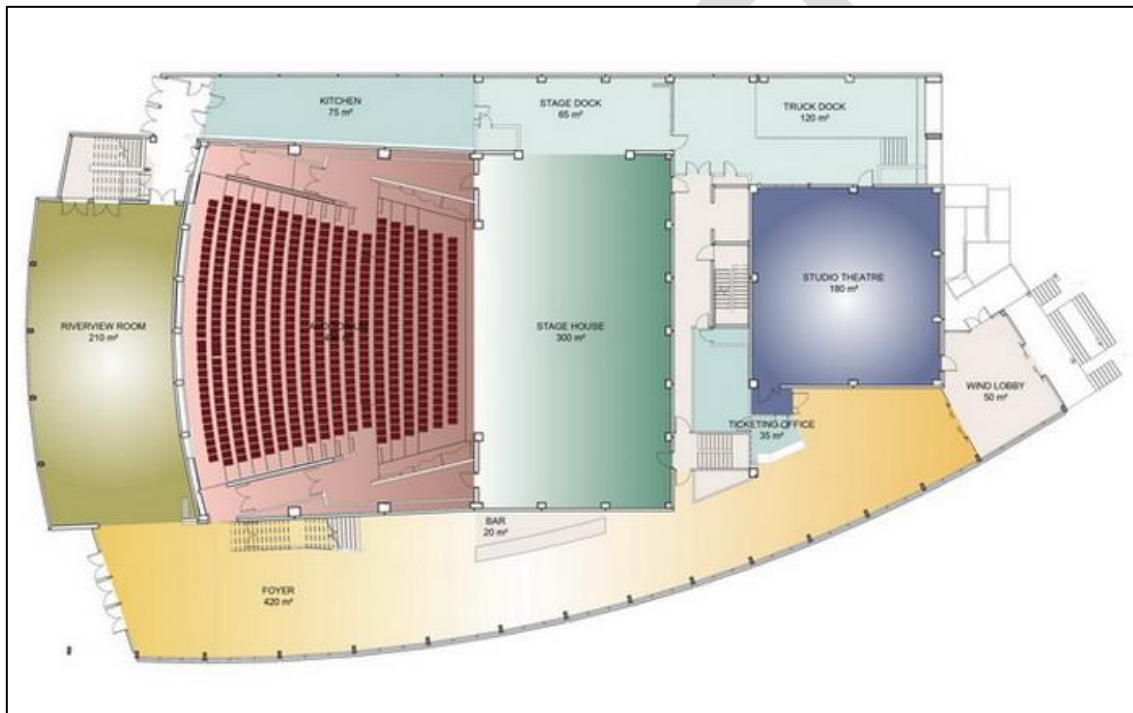 KITCHEN
75 m²
STAGE DOCK
65 m²
TRUCK DOCK
120 m²
STUDIO THEATRE
180 m²
RIVERVIEW ROOM
210 m²
STAGE HOUSE
300 m²
WIND LOBBY
50 m²
TICKETING OFFICE
35 m²
BAR
20 m²
FOYER
420 m²